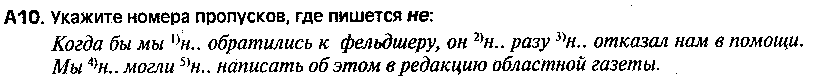 А10. Укажите номера пропусков, где пишется не:
Когда бы мы ¹⁾н.. обратились к фельдшеру, он ²⁾н.. разу ³⁾н.. отказал нам в помощи.
Мы ⁴⁾н.. могли ⁵⁾н.. написать об этом в редакцию областной газеты.